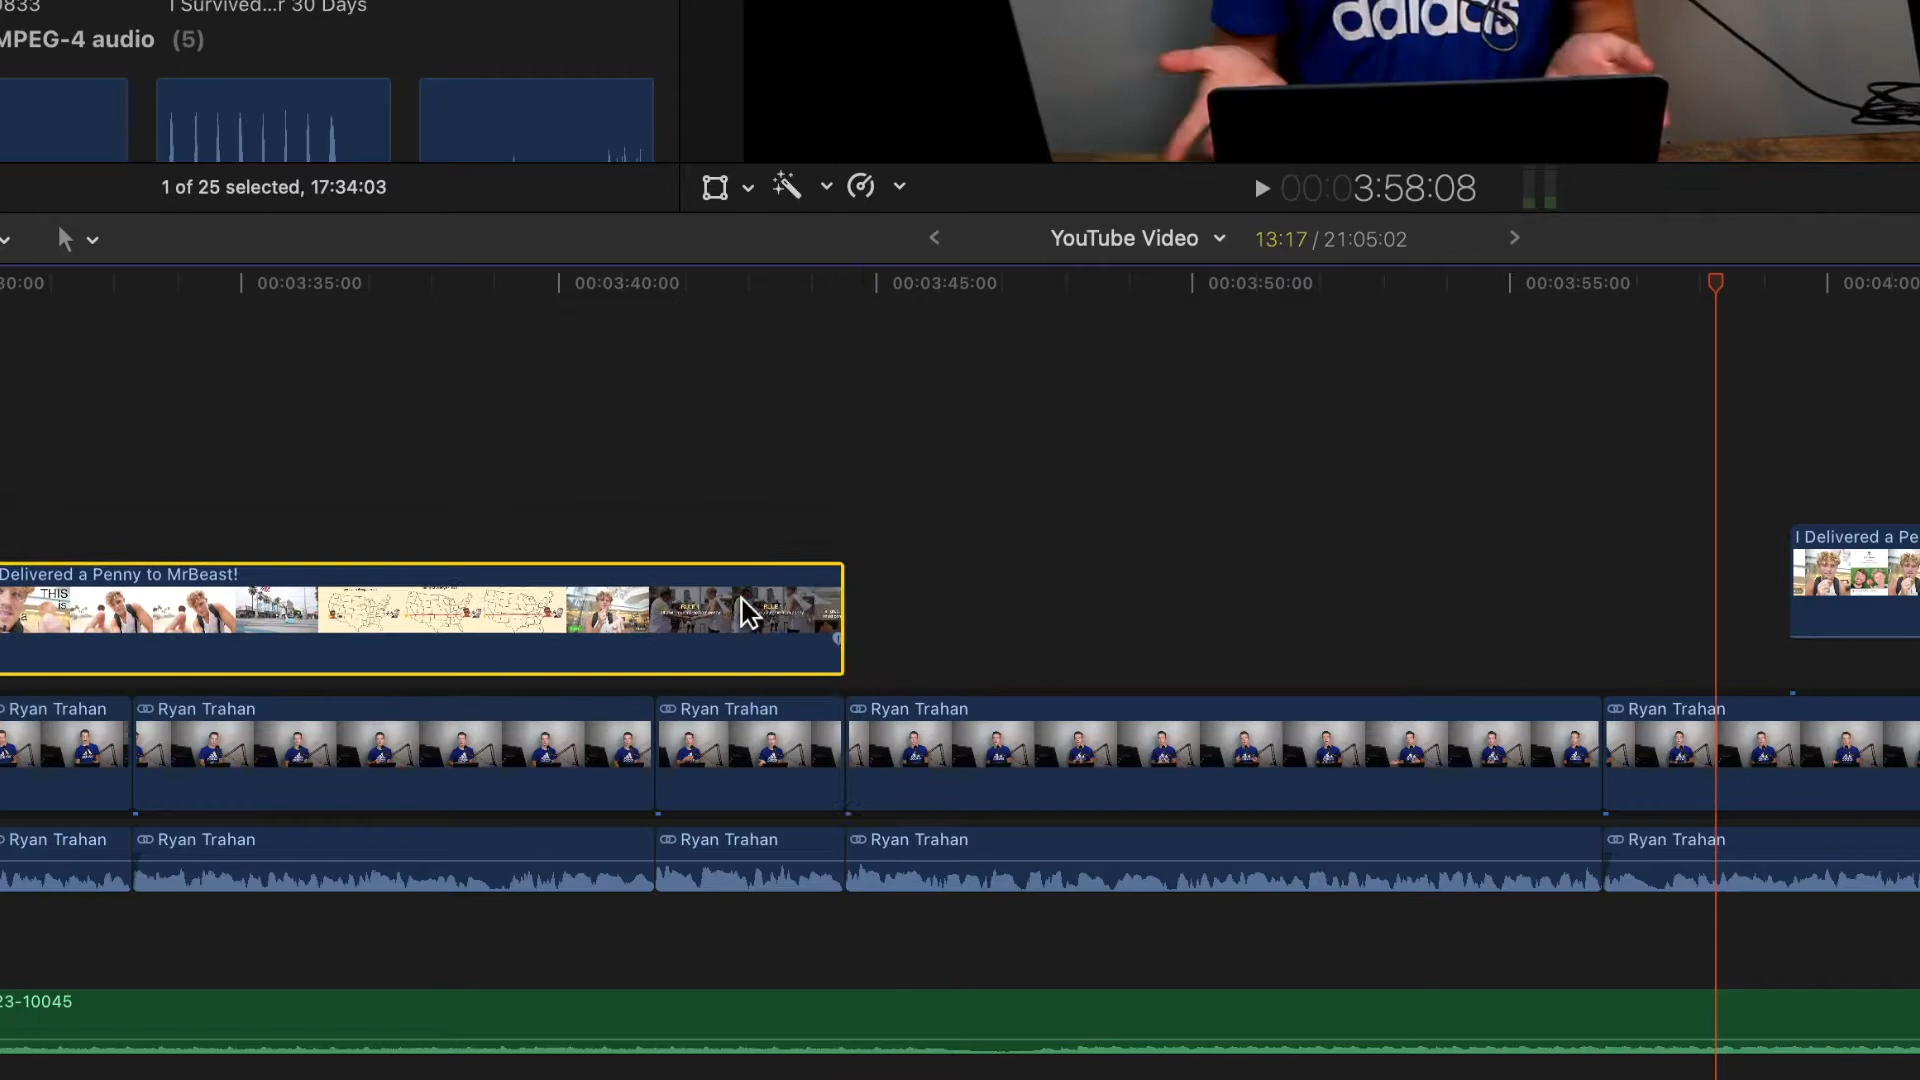 0833
I Survived...r 30 Days
MPEG-4 audio (5)
adidas
1 of 25 selected, 17:34:03
00:03:58:08
YouTube Video
13:17 / 21:05:02
30:00
00:03:35:00
00:03:40:00
00:03:45:00
00:03:50:00
00:03:55:00
00:04:00
I Delivered a Pe
Delivered a Penny to MrBeast!
THIS
is
a
Ryan Trahan
Ryan Trahan
Ryan Trahan
Ryan Trahan
Ryan Trahan
Ryan Trahan
Ryan Trahan
Ryan Trahan
Ryan Trahan
Ryan Trahan
23-10045